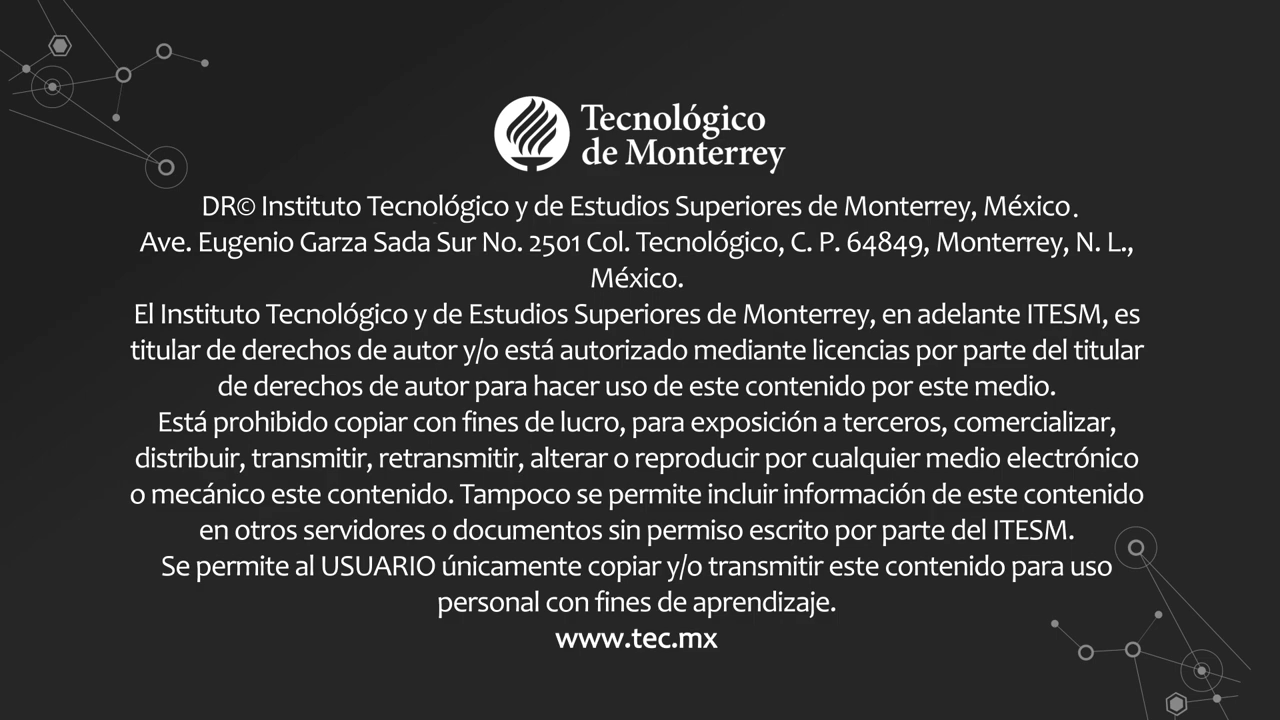 Tecnológico
de Monterrey
DR© Instituto Tecnológico y de Estudios Superiores de Monterrey, México.
Ave. Eugenio Garza Sada Sur No. 2501 Col. Tecnológico, C. P. 64849, Monterrey, N. L.,
México.
El Instituto Tecnológico y de Estudios Superiores de Monterrey, en adelante ITESM, es
titular de derechos de autor y/o está autorizado mediante licencias por parte del titular
de derechos de autor para hacer uso de este contenido por este medio.
Está prohibido copiar con fines de lucro, para exposición a terceros, comercializar,
distribuir, transmitir, retransmitir, alterar o reproducir por cualquier medio electrónico
o mecánico este contenido. Tampoco se permite incluir información de este contenido
en otros servidores o documentos sin permiso escrito por parte del ITESM.
Se permite al USUARIO únicamente copiar y/o transmitir este contenido para uso
personal con fines de aprendizaje.
www.tec.mx